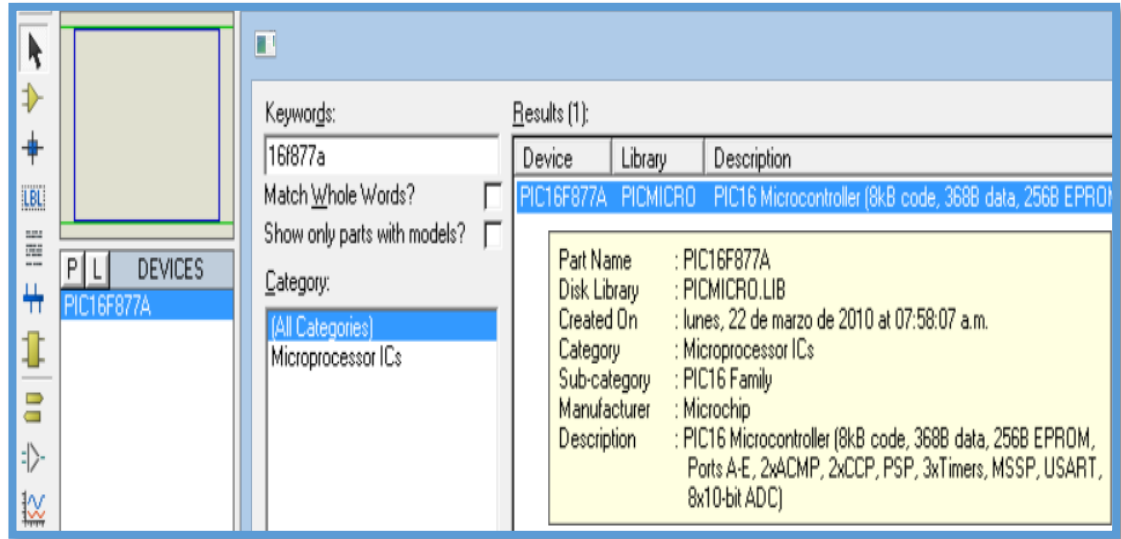 Keywords:
16f877a
Match Whole Words?
Show only parts with models?
Category:
(All Categories)
Microprocessor ICs
Results (1):
Device Library Description
PIC16F877A PICMICRO PIC16 Microcontroller (8kB code, 368B data, 256B EPROM
Part Name : PIC16F877A
Disk Library : PICMICRO.LIB
Created On : lunes, 22 de marzo de 2010 at 07:58:07 a.m.
Category : Microprocessor ICs
Sub-category : PIC16 Family
Manufacturer : Microchip
Description : PIC16 Microcontroller (8kB code, 368B data, 256B EPROM,
Ports A-E, 2xACMP, 2xCCP, PSP, 3xTimers, MSSP, USART,
8x10-bit ADC)
LBL
P L DEVICES
PIC16F877A